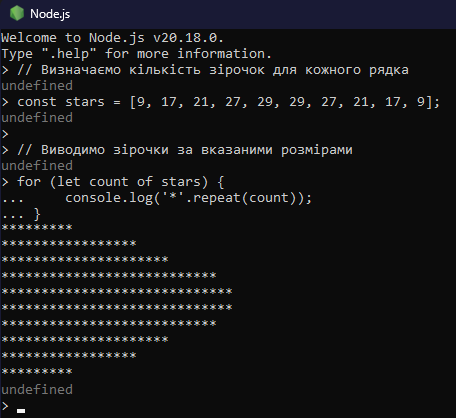 Node.js
Welcome to Node.js v20.18.0.
Type ".help" for more information.
> // Визначаємо кількість зірочок для кожного рядка
undefined
> const stars = [9, 17, 21, 27, 29, 29, 27, 21, 17, 9];
undefined
>
> // Виводимо зірочки за вказаними розмірами
undefined
> for (let count of stars) {
...     console.log('*'.repeat(count));
... }
*********
*****************
*********************
***************************
*****************************
*****************************
***************************
*********************
*****************
*********
undefined
>